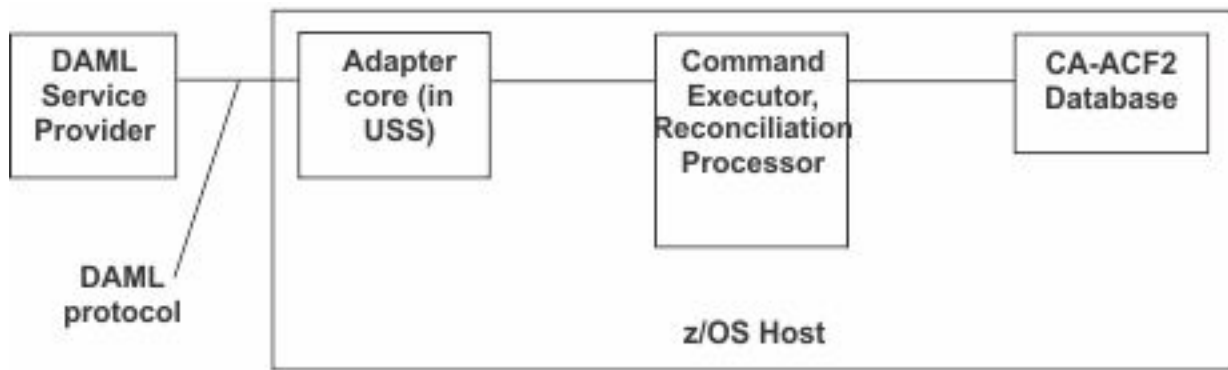 DAML
Service
Provider
Adapter
core (in
USS)
Command
Executor,
Reconciliation
Processor
CA-ACF2
Database
DAML
protocol
z/OS Host